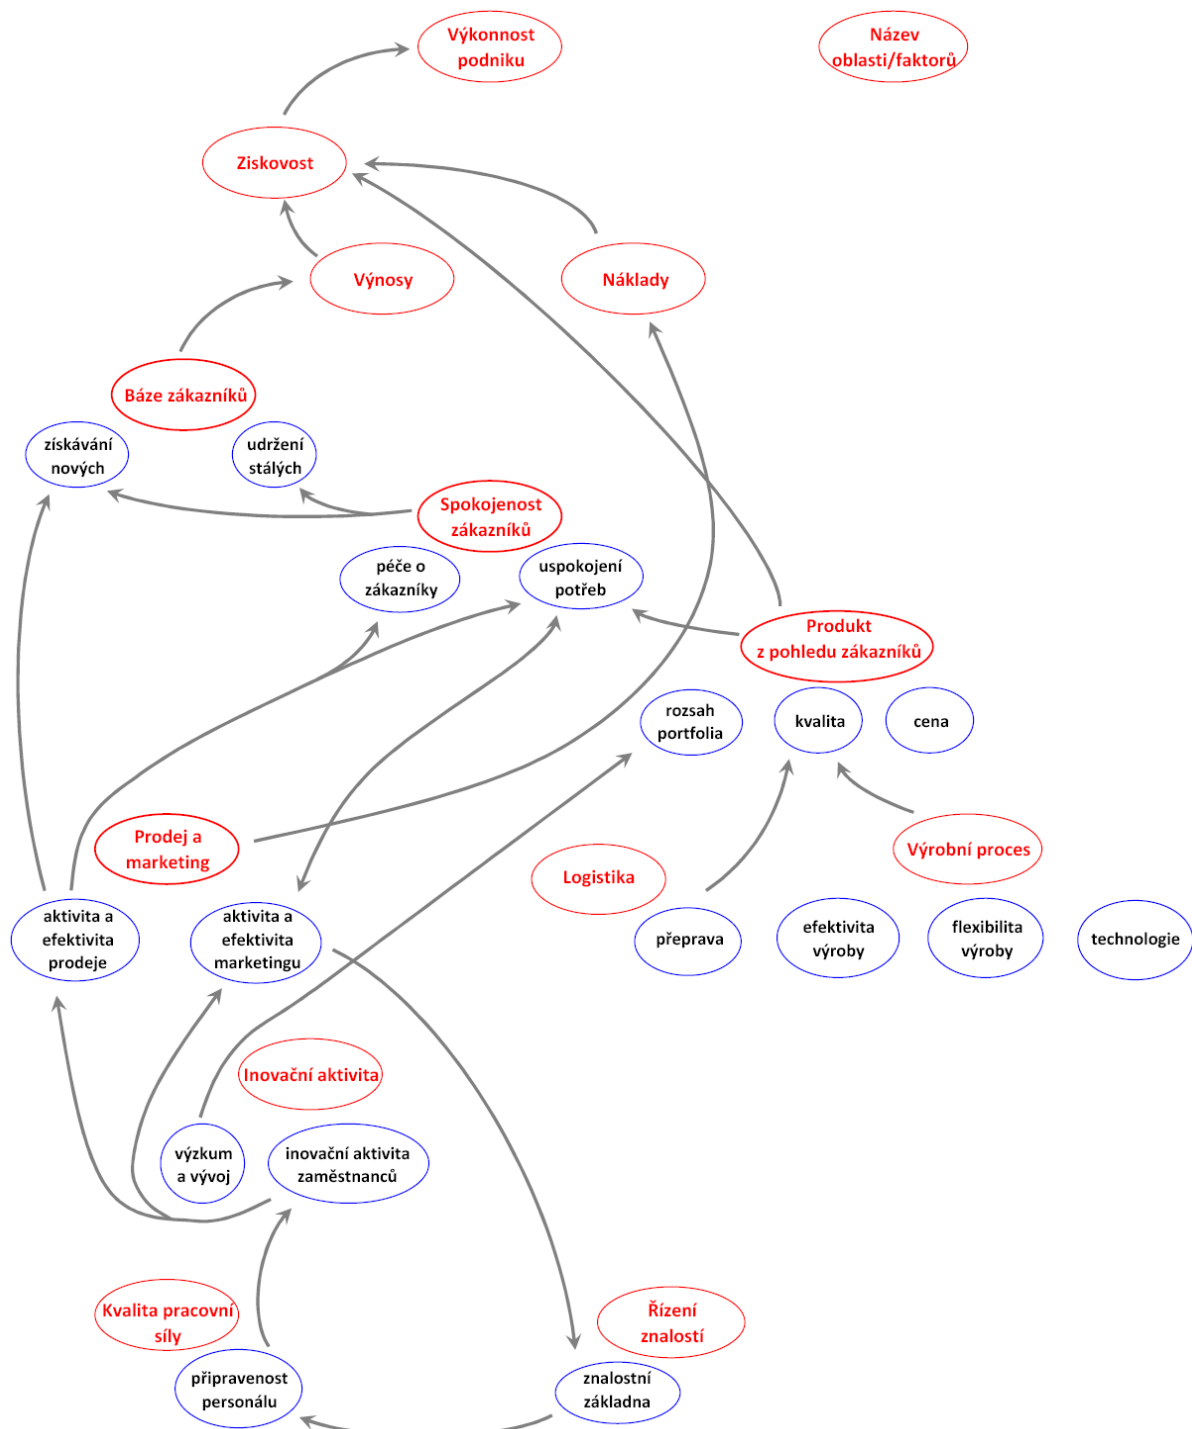 Výkonnost
podniku
Název
oblasti/faktorů
Ziskovost
Výnosy
Náklady
Báze zákazníků
získávání
nových
udržení
stálých
Spokojenost
zákazníků
péče o
zákazníky
uspokojení
potřeb
Produkt
z pohledu zákazníků
rozsah
portfolia
kvalita
cena
Prodej a
marketing
Logistika
Výrobní proces
aktivita a
efektivita
prodeje
aktivita a
efektivita
marketingu
přeprava
efektivita
výroby
flexibilita
výroby
technologie
Inovační aktivita
výzkum
a vývoj
inovační aktivita
zaměstnanců
Kvalita pracovní
síly
Řízení
znalostí
připravenost
personálu
znalostní
základna